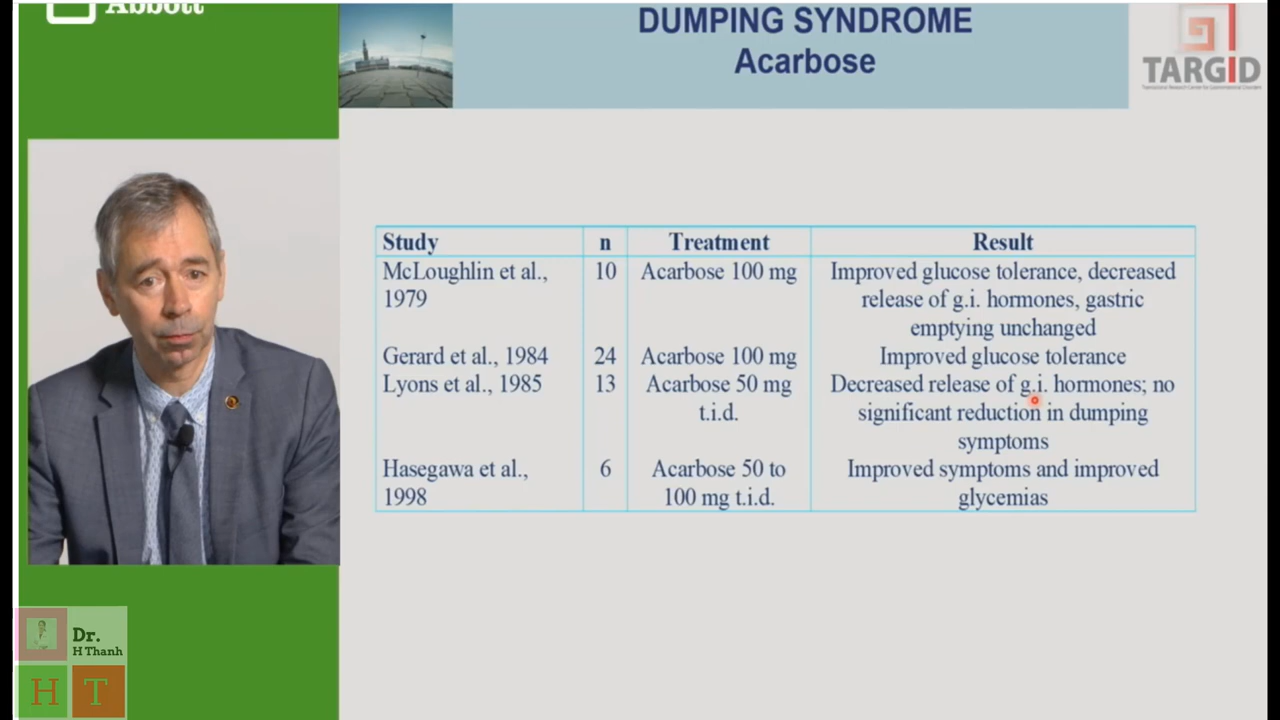 Abbott
DUMPING SYNDROME
Acarbose
TARGID
Study n Treatment Result
McLoughlin et al., 10 Acarbose 100 mg Improved glucose tolerance, decreased
1979 release of g.i. hormones, gastric
emptying unchanged
Gerard et al., 1984 24 Acarbose 100 mg Improved glucose tolerance
Lyons et al., 1985 13 Acarbose 50 mg Decreased release of g.i. hormones; no
t.i.d. significant reduction in dumping
symptoms
Hasegawa et al., 6 Acarbose 50 to Improved symptoms and improved
1998 100 mg t.i.d. glycemias
Dr.
H Thanh
H T